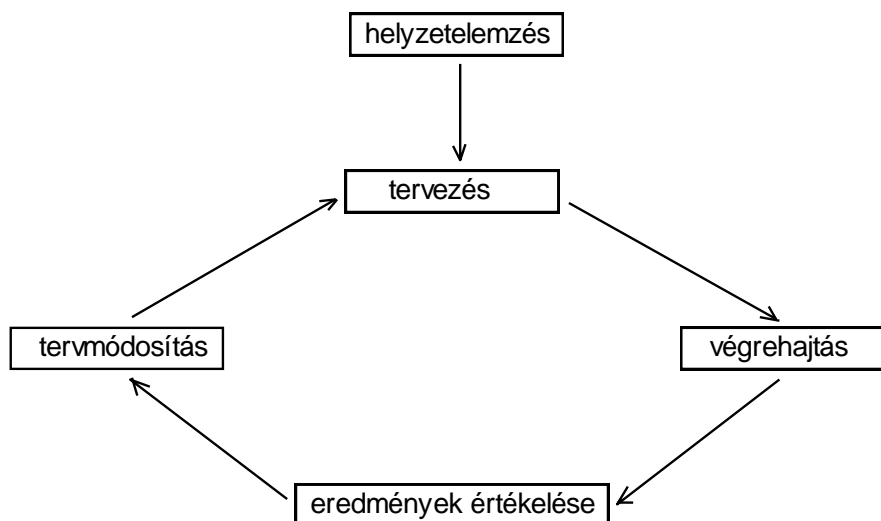 helyzetelemzés
tervezés
tervmódosítás
végrehajtás
eredmények értékelése